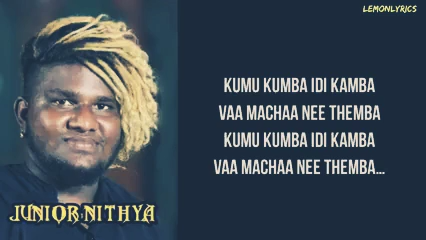 LEMONLYRICS
KUMU KUMBA IDI KAMBA
VAA MACHAA NEE THEMBA
KUMU KUMBA IDI KAMBA
VAA MACHAA NEE THEMBA...
JUNIOR NITHYA